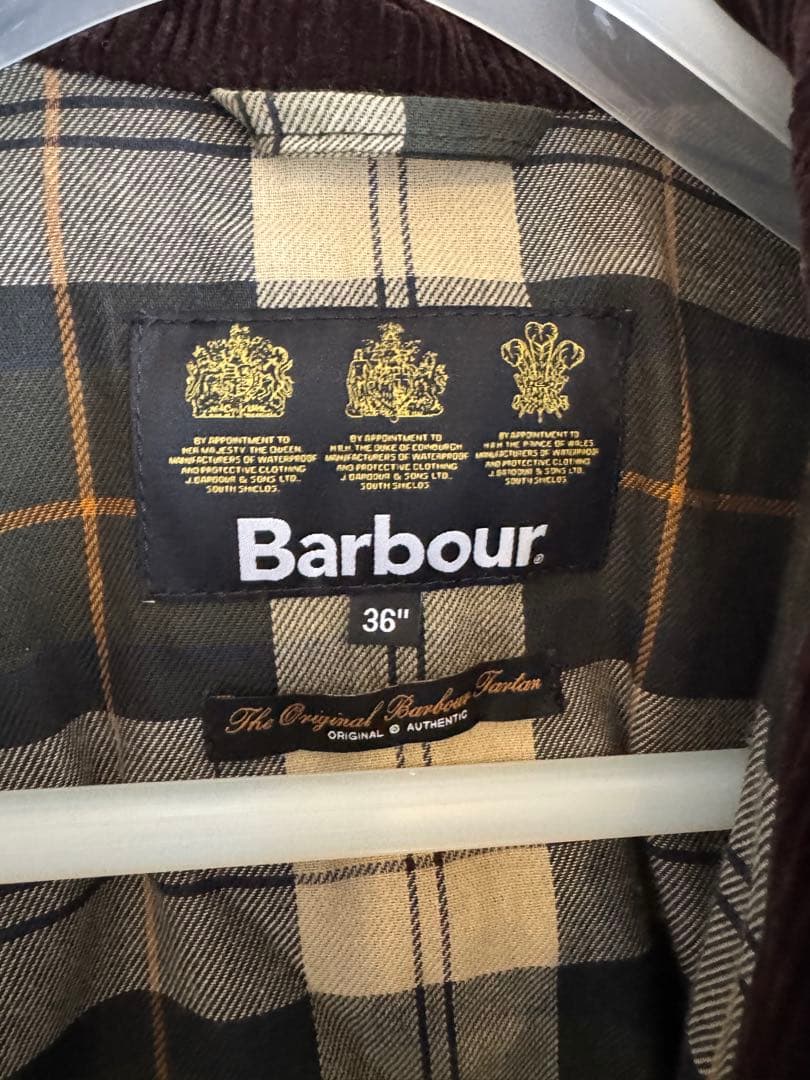 BY APPOINTMENT TO
HER MAJESTY THE QUEEN
MANUFACTURERS OF WATERPROOF
AND PROTECTIVE CLOTHING
J. BARBOUR & SONS LTD.,
SOUTH SHIELDS
BY APPOINTMENT TO
H.R.H. THE DUKE OF EDINBURGH
MANUFACTURERS OF WATERPROOF
AND PROTECTIVE CLOTHING
J. BARBOUR & SONS LTD.,
SOUTH SHIELDS
BY APPOINTMENT TO
H.R.H. THE PRINCE OF WALES
MANUFACTURERS OF WATERPROOF
AND PROTECTIVE CLOTHING
J. BARBOUR & SONS LTD.
SOUTH SHIELDS
Barbour®
36"
The Original Barbour Tartan
ORIGINAL © AUTHENTIC